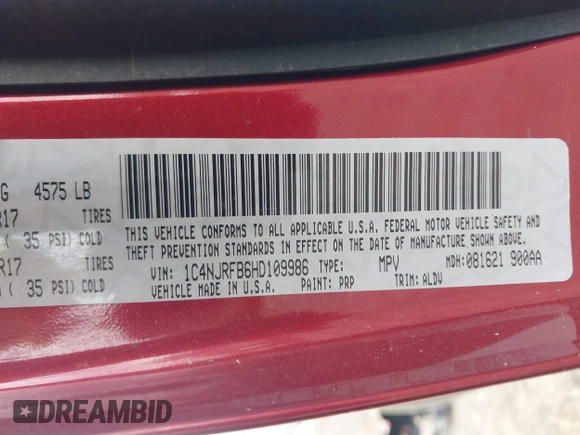 G 4575 LB
R17 TIRES
( 35 PSI) COLD
R17 TIRES
( 35 PSI) COLD
THIS VEHICLE CONFORMS TO ALL APPLICABLE U.S.A. FEDERAL MOTOR VEHICLE SAFETY AND
THEFT PREVENTION STANDARDS IN EFFECT ON THE DATE OF MANUFACTURE SHOWN ABOVE.
VIN: 1C4NJRFB6HD109986 TYPE: MPV MDH: 081621 900AA
VEHICLE MADE IN U.S.A. PAINT: PRP TRIM: ALDV
DREAMBID